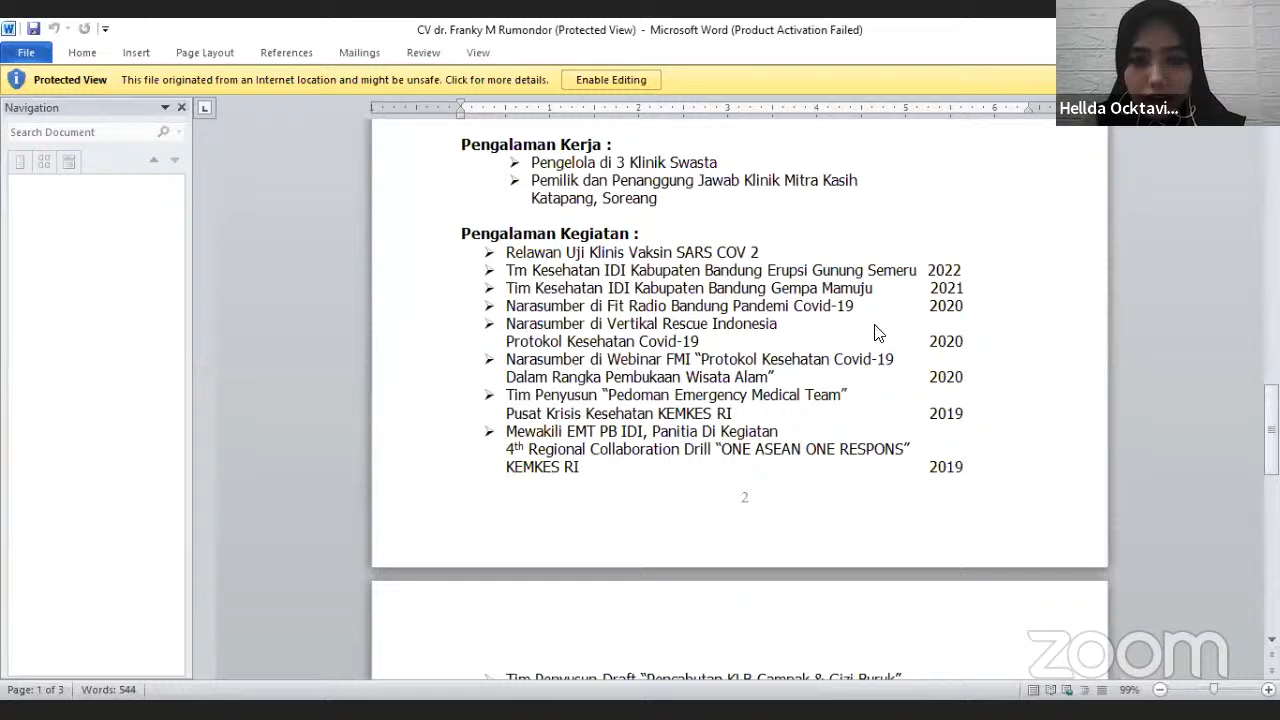 CV dr. Franky M Rumondor (Protected View) - Microsoft Word (Product Activation Failed)
File Home Insert Page Layout References Mailings Review View
Protected View This file originated from an Internet location and might be unsafe. Click for more details. Enable Editing
Hellda Ocktavi...
Navigation
Search Document
1 2 3 4 5 6
Pengalaman Kerja :
Pengelola di 3 Klinik Swasta
Pemilik dan Penanggung Jawab Klinik Mitra Kasih
Katapang, Soreang
Pengalaman Kegiatan :
Relawan Uji Klinis Vaksin SARS COV 2
Tm Kesehatan IDI Kabupaten Bandung Erupsi Gunung Semeru 2022
Tim Kesehatan IDI Kabupaten Bandung Gempa Mamuju 2021
Narasumber di Fit Radio Bandung Pandemi Covid-19 2020
Narasumber di Vertikal Rescue Indonesia
Protokol Kesehatan Covid-19 2020
Narasumber di Webinar FMI “Protokol Kesehatan Covid-19
Dalam Rangka Pembukaan Wisata Alam” 2020
Tim Penyusun “Pedoman Emergency Medical Team”
Pusat Krisis Kesehatan KEMKES RI 2019
Mewakili EMT PB IDI, Panitia Di Kegiatan
4th Regional Collaboration Drill “ONE ASEAN ONE RESPONS”
KEMKES RI 2019
2
Tim Penyusun Draft “Pencabutan KLB Campak & Gizi Buruk”
zoom
Page: 1 of 3 Words: 544 99%